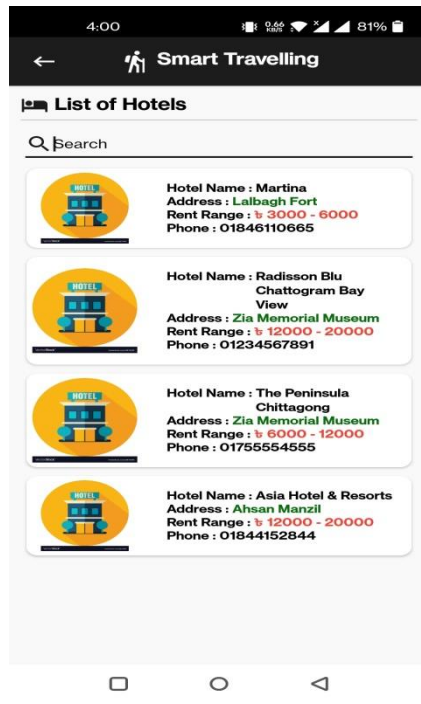 4:00 0.66 KB/S 81%
Smart Travelling
List of Hotels
Search
HOTEL
Hotel Name : Martina
Address : Lalbagh Fort
Rent Range : ৳ 3000 - 6000
Phone : 01846110665
HOTEL
Hotel Name : Radisson Blu
Chattogram Bay
View
Address : Zia Memorial Museum
Rent Range : ৳ 12000 - 20000
Phone : 01234567891
HOTEL
Hotel Name : The Peninsula
Chittagong
Address : Zia Memorial Museum
Rent Range : ৳ 6000 - 12000
Phone : 01755554555
HOTEL
Hotel Name : Asia Hotel & Resorts
Address : Ahsan Manzil
Rent Range : ৳ 12000 - 20000
Phone : 01844152844